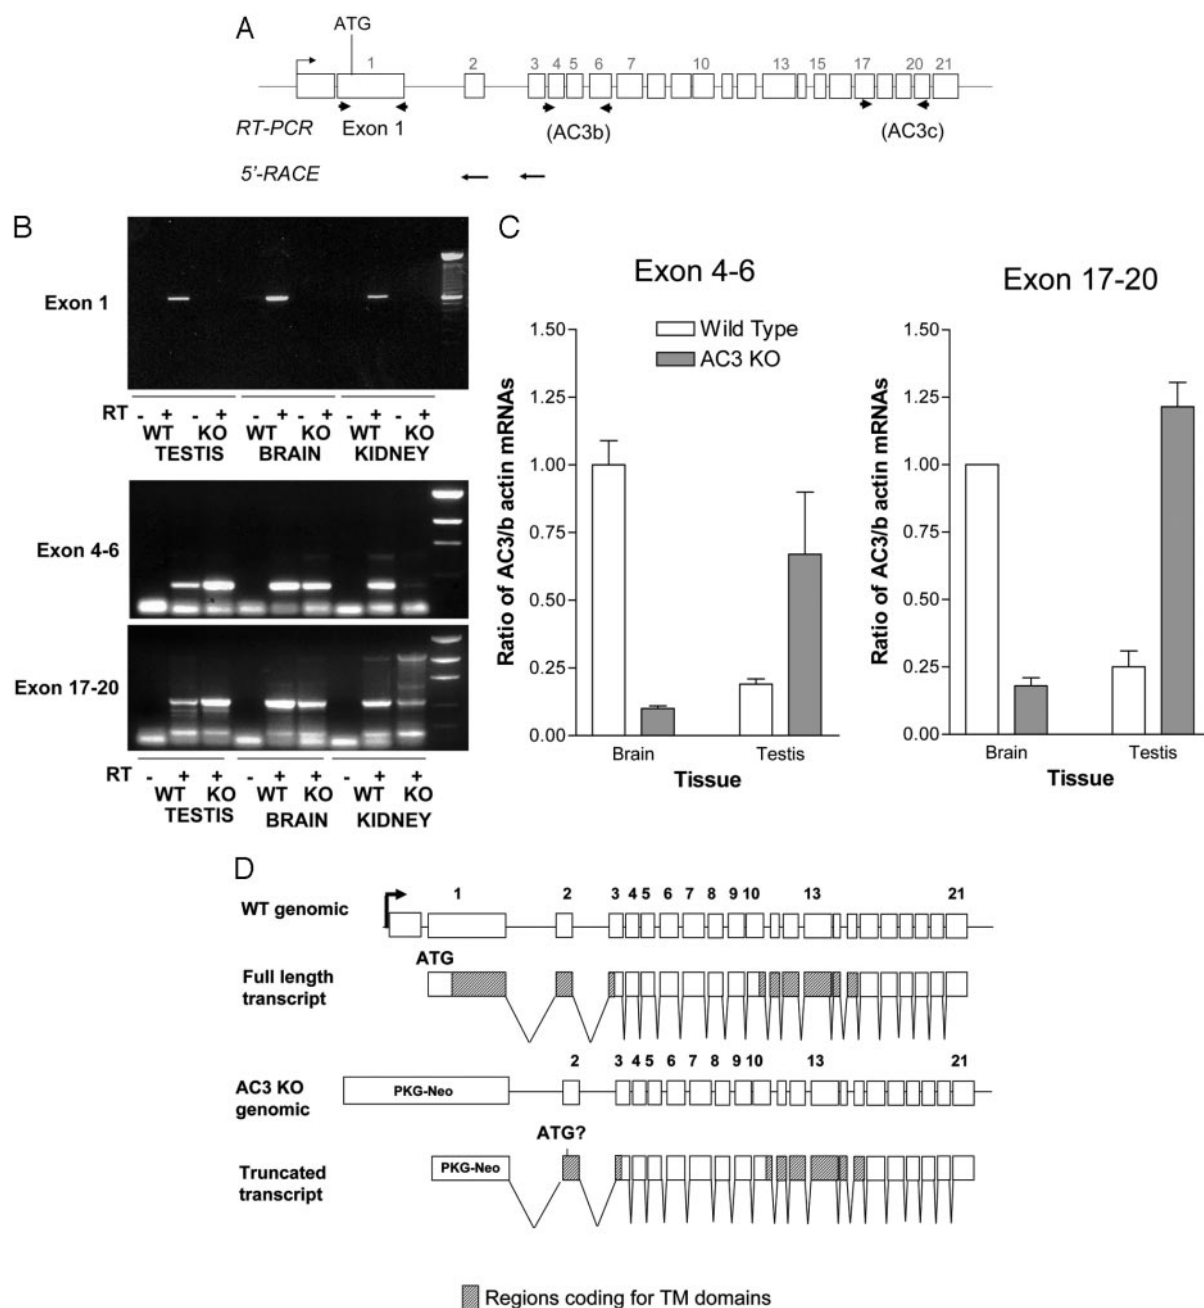 A
ATG
1 2 3 4 5 6 7 10 13 15 17 20 21
RT-PCR Exon 1 (AC3b) (AC3c)
5'-RACE
B
Exon 1
RT - + - + - + - + - + - +
WT KO WT KO WT KO
TESTIS BRAIN KIDNEY
Exon 4-6
Exon 17-20
RT - + + - + + - + +
WT KO WT KO WT KO
TESTIS BRAIN KIDNEY
C
Exon 4-6
Wild Type
AC3 KO
Ratio of AC3/b actin mRNAs
1.50
1.25
1.00
0.75
0.50
0.25
0.00
Brain Testis
Tissue
Exon 17-20
Ratio of AC3/b actin mRNAs
1.50
1.25
1.00
0.75
0.50
0.25
0.00
Brain Testis
Tissue
D
1 2 3 4 5 6 7 8 9 10 13 21
WT genomic
ATG
Full length
transcript
2 3 4 5 6 7 8 9 10 13 21
AC3 KO
genomic
PKG-Neo
ATG?
Truncated
transcript
PKG-Neo
Regions coding for TM domains